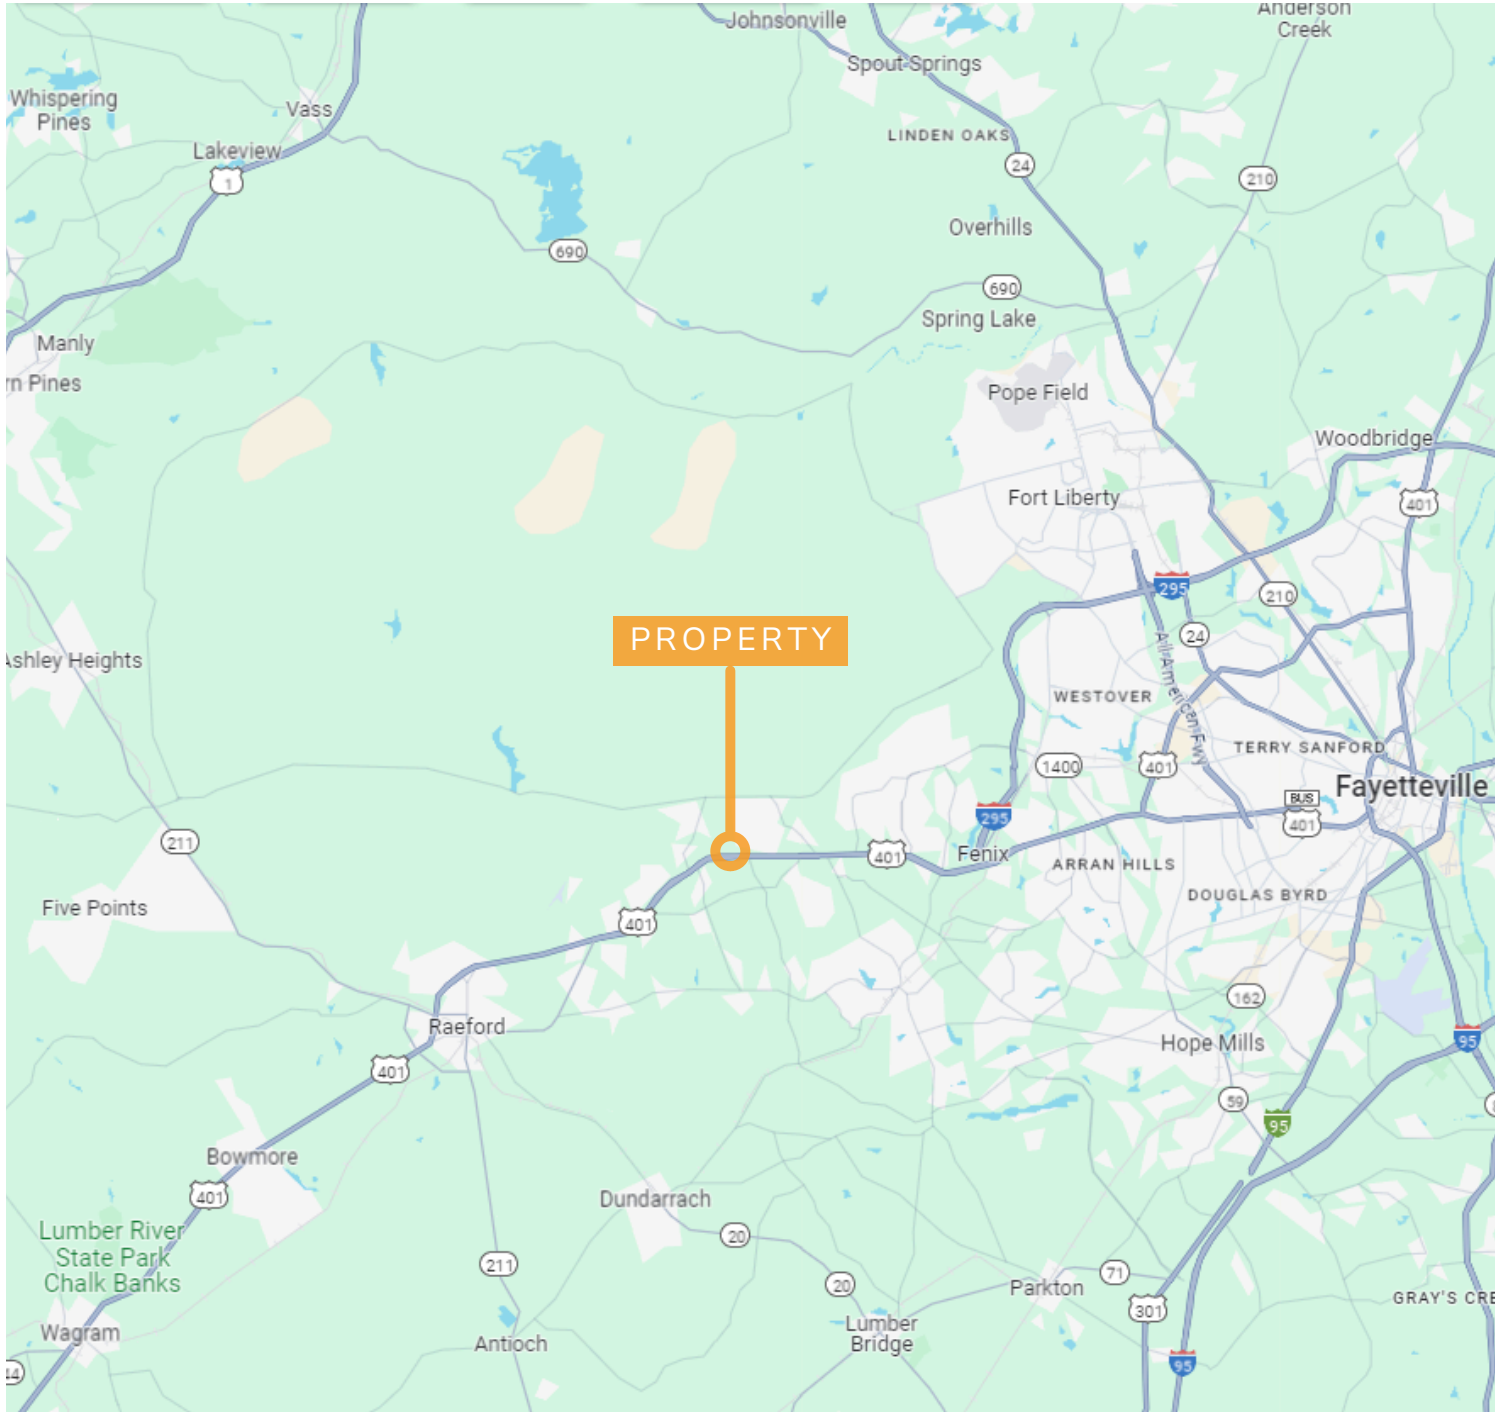 Johnsonville
Anderson
Creek
Spout Springs
Whispering
Pines
Vass
LINDEN OAKS
Lakeview
24
1
210
Overhills
690
690
Spring Lake
Manly
rn Pines
Pope Field
Woodbridge
Fort Liberty
401
295
210
PROPERTY
24
Ashley Heights
All American Fwy
WESTOVER
TERRY SANFORD
1400
401
Fayetteville
BUS
401
295
211
401
Fenix
ARRAN HILLS
DOUGLAS BYRD
Five Points
401
162
Raeford
Hope Mills
95
401
59
95
Bowmore
401
Dundarrach
Lumber River
State Park
Chalk Banks
20
211
71
20
Parkton
GRAY'S CRE
301
Wagram
Lumber
Bridge
Antioch
95